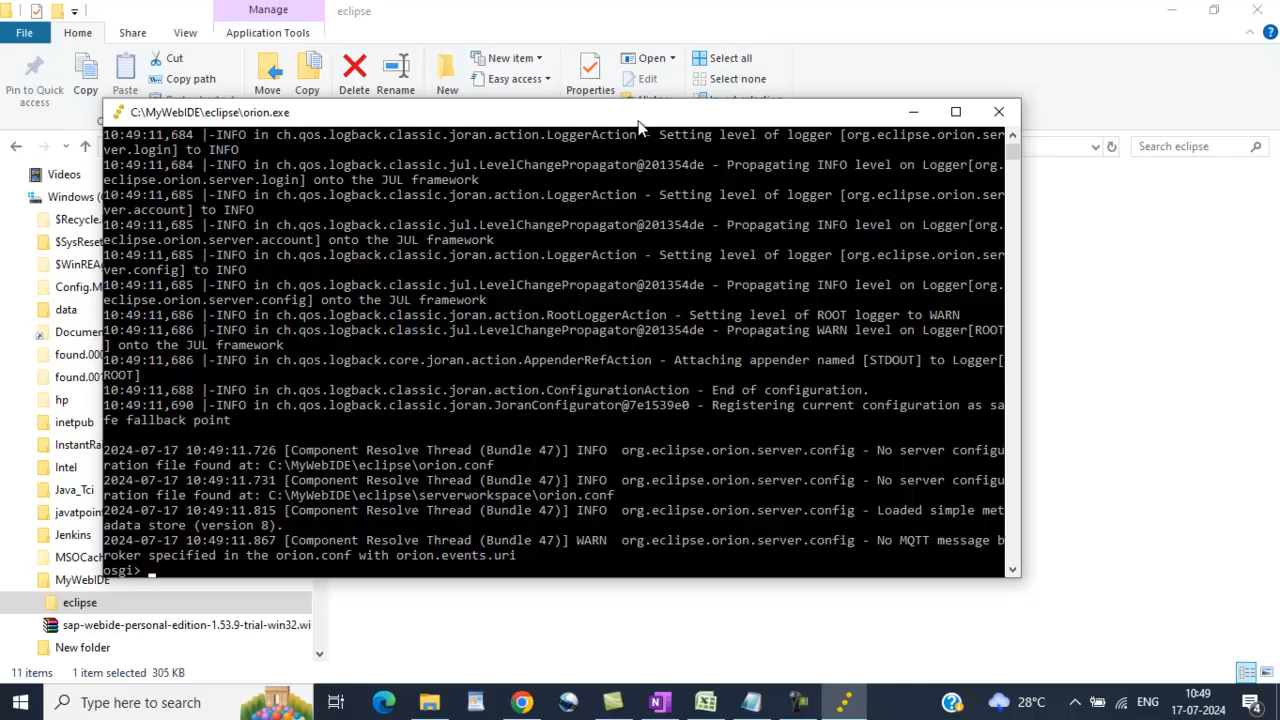 Manage
eclipse
File
Home
Share
View
Application Tools
Pin to Quick
access
Copy
Paste
Cut
Copy path
Move
Copy
Delete
Rename
New
New item
Easy access
Properties
Open
Edit
Select all
Select none
C:\MyWebIDE\eclipse\orion.exe
10:49:11,684 |-INFO in ch.qos.logback.classic.joran.action.LoggerAction - Setting level of logger [org.eclipse.orion.ser
ver.login] to INFO
10:49:11,684 |-INFO in ch.qos.logback.classic.jul.LevelChangePropagator@201354de - Propagating INFO level on Logger[org.
eclipse.orion.server.login] onto the JUL framework
10:49:11,685 |-INFO in ch.qos.logback.classic.joran.action.LoggerAction - Setting level of logger [org.eclipse.orion.ser
ver.account] to INFO
10:49:11,685 |-INFO in ch.qos.logback.classic.jul.LevelChangePropagator@201354de - Propagating INFO level on Logger[org.
eclipse.orion.server.account] onto the JUL framework
10:49:11,685 |-INFO in ch.qos.logback.classic.joran.action.LoggerAction - Setting level of logger [org.eclipse.orion.ser
ver.config] to INFO
10:49:11,685 |-INFO in ch.qos.logback.classic.jul.LevelChangePropagator@201354de - Propagating INFO level on Logger[org.
eclipse.orion.server.config] onto the JUL framework
10:49:11,686 |-INFO in ch.qos.logback.classic.joran.action.RootLoggerAction - Setting level of ROOT logger to WARN
10:49:11,686 |-INFO in ch.qos.logback.classic.jul.LevelChangePropagator@201354de - Propagating WARN level on Logger[ROOT
] onto the JUL framework
10:49:11,686 |-INFO in ch.qos.logback.core.joran.action.AppenderRefAction - Attaching appender named [STDOUT] to Logger[
ROOT]
10:49:11,688 |-INFO in ch.qos.logback.classic.joran.action.ConfigurationAction - End of configuration.
10:49:11,690 |-INFO in ch.qos.logback.classic.joran.JoranConfigurator@7e1539e0 - Registering current configuration as sa
fe fallback point
2024-07-17 10:49:11.726 [Component Resolve Thread (Bundle 47)] INFO  org.eclipse.orion.server.config - No server configu
ration file found at: C:\MyWebIDE\eclipse\orion.conf
2024-07-17 10:49:11.731 [Component Resolve Thread (Bundle 47)] INFO  org.eclipse.orion.server.config - No server configu
ration file found at: C:\MyWebIDE\eclipse\serverworkspace\orion.conf
2024-07-17 10:49:11.815 [Component Resolve Thread (Bundle 47)] INFO  org.eclipse.orion.server.config - Loaded simple met
adata store (version 8).
2024-07-17 10:49:11.867 [Component Resolve Thread (Bundle 47)] WARN  org.eclipse.orion.server.config - No MQTT message b
roker specified in the orion.conf with orion.events.uri
osgi>
Search eclipse
Videos
Windows (
$Recycle.
$SysReset
$WinREA
Config.M
data
Documen
found.000
found.00
hp
inetpub
InstantRa
Intel
Java_Tci
javatpoin
Jenkins
MSOCac
MyWebIDE
eclipse
sap-webide-personal-edition-1.53.9-trial-win32.wi
New folder
11 items
1 item selected 305 KB
Type here to search
28°C
ENG
10:49
17-07-2024
4